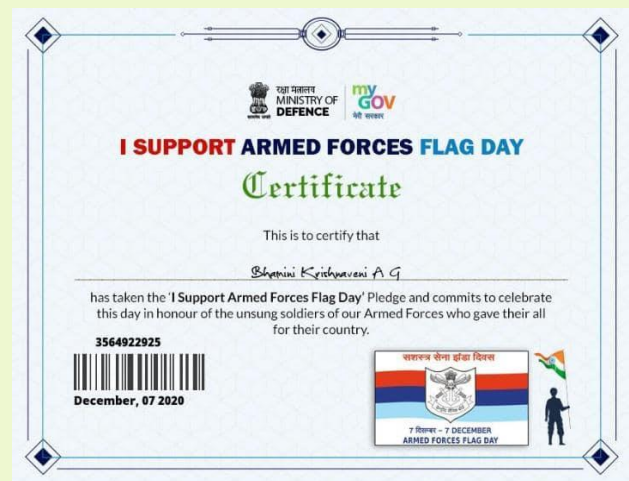 रक्षा मंत्रालय
MINISTRY OF
DEFENCE
my
GOV
मेरी सरकार
I SUPPORT ARMED FORCES FLAG DAY
Certificate
This is to certify that
Bhamini Krishnaveni A G
has taken the 'I Support Armed Forces Flag Day' Pledge and commits to celebrate
this day in honour of the unsung soldiers of our Armed Forces who gave their all
for their country.
3564922925
December, 07 2020
सशस्त्र सेना झंडा दिवस
7 दिसम्बर – 7 DECEMBER
ARMED FORCES FLAG DAY